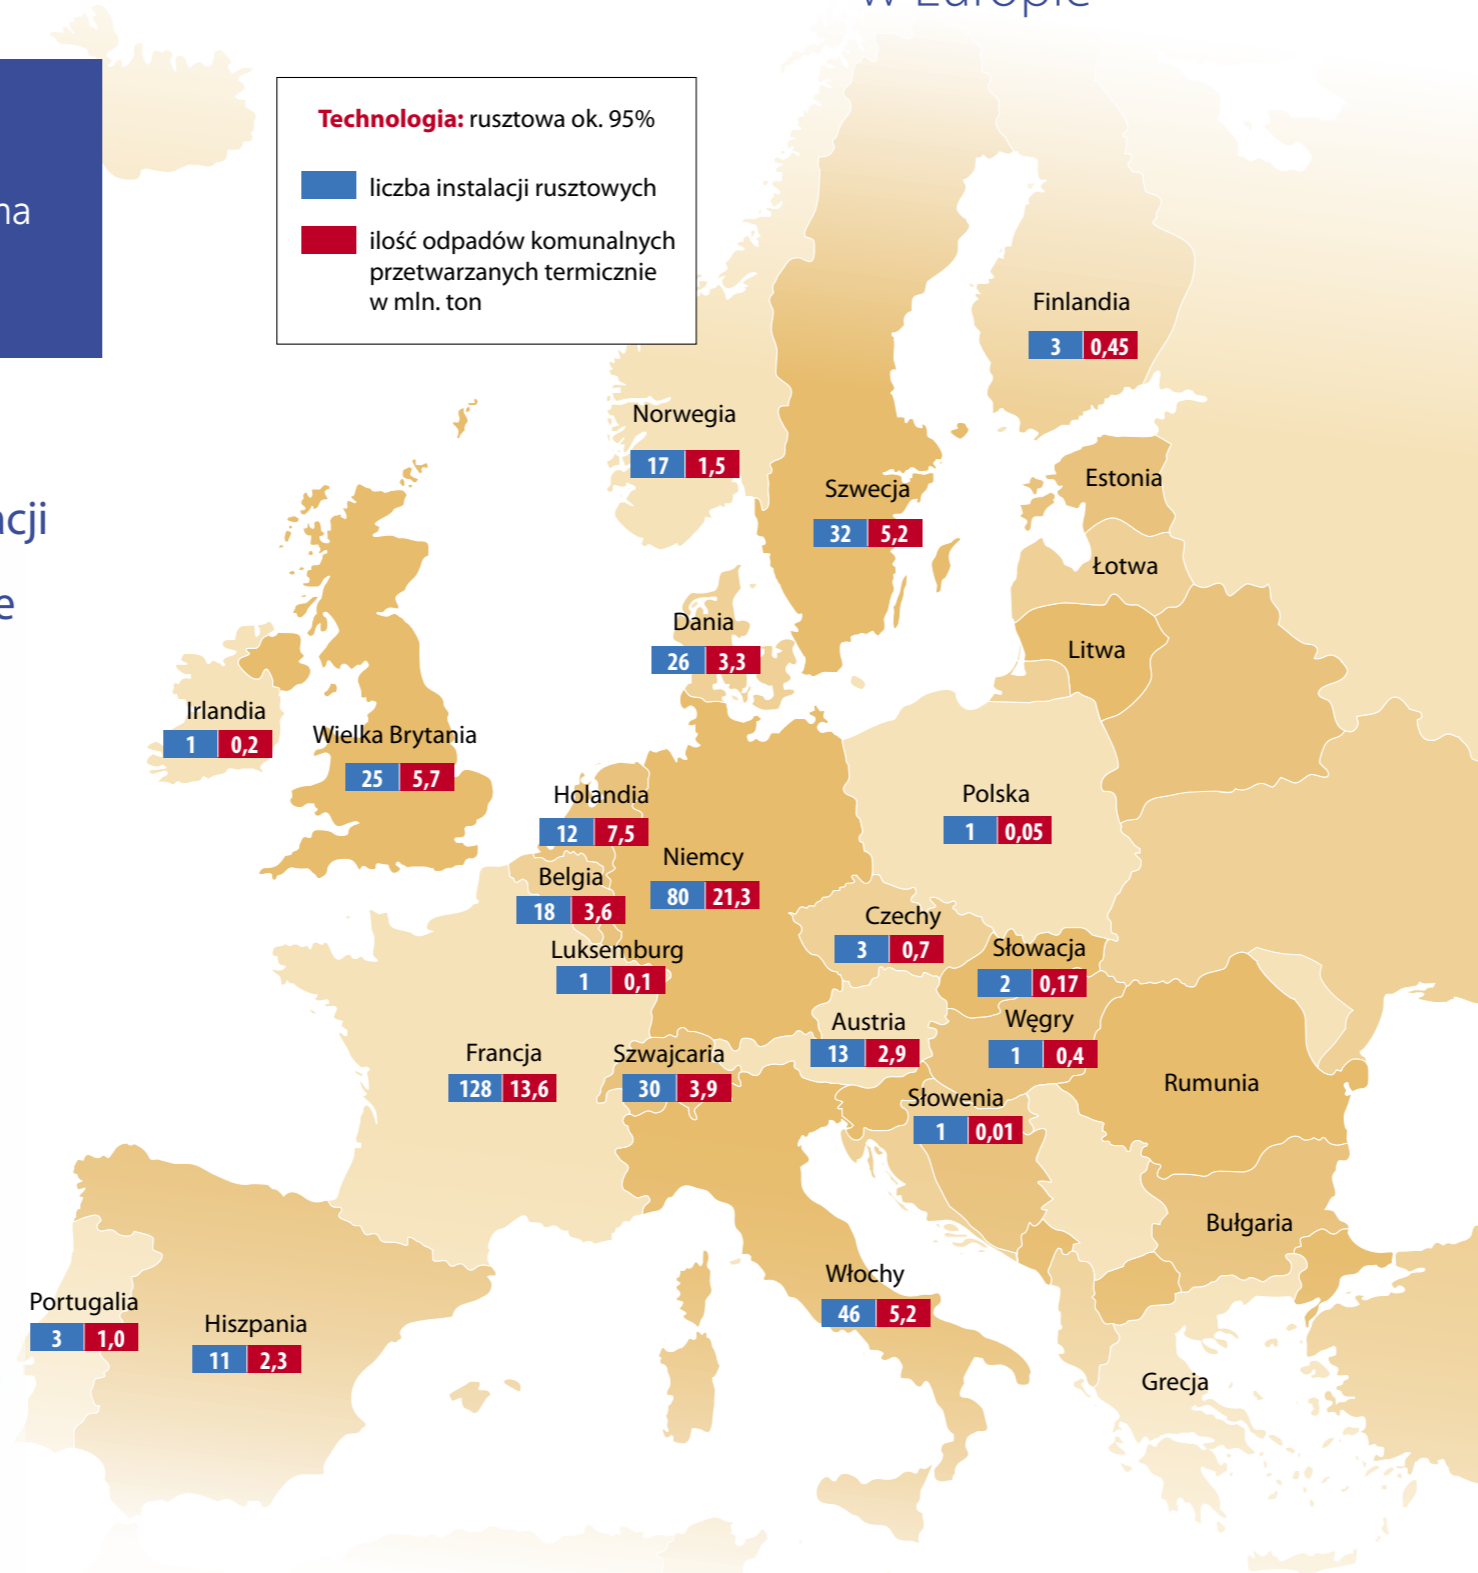 w Europie
na
acji
e
Technologia: rusztowa ok. 95%
liczba instalacji rusztowych
ilość odpadów komunalnych
przetwarzanych termicznie
w mln. ton
Finlandia
3 0,45
Norwegia
17 1,5
Szwecja
32 5,2
Estonia
Łotwa
Litwa
Dania
26 3,3
Irlandia
1 0,2
Wielka Brytania
25 5,7
Holandia
12 7,5
Polska
1 0,05
Niemcy
80 21,3
Belgia
18 3,6
Czechy
3 0,7
Słowacja
2 0,17
Luksemburg
1 0,1
Austria
13 2,9
Węgry
1 0,4
Francja
128 13,6
Szwajcaria
30 3,9
Słowenia
1 0,01
Rumunia
Bułgaria
Włochy
46 5,2
Portugalia
3 1,0
Hiszpania
11 2,3
Grecja